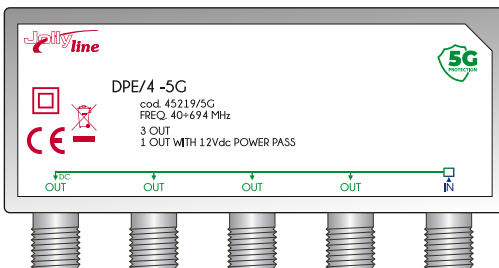 Jolly line
5G
PROTECTION
DPE/4 -5G
cod. 45219/5G
FREQ. 40÷694 MHz
3 OUT
1 OUT WITH 12Vdc POWER PASS
CE
DC
OUT OUT OUT OUT IN